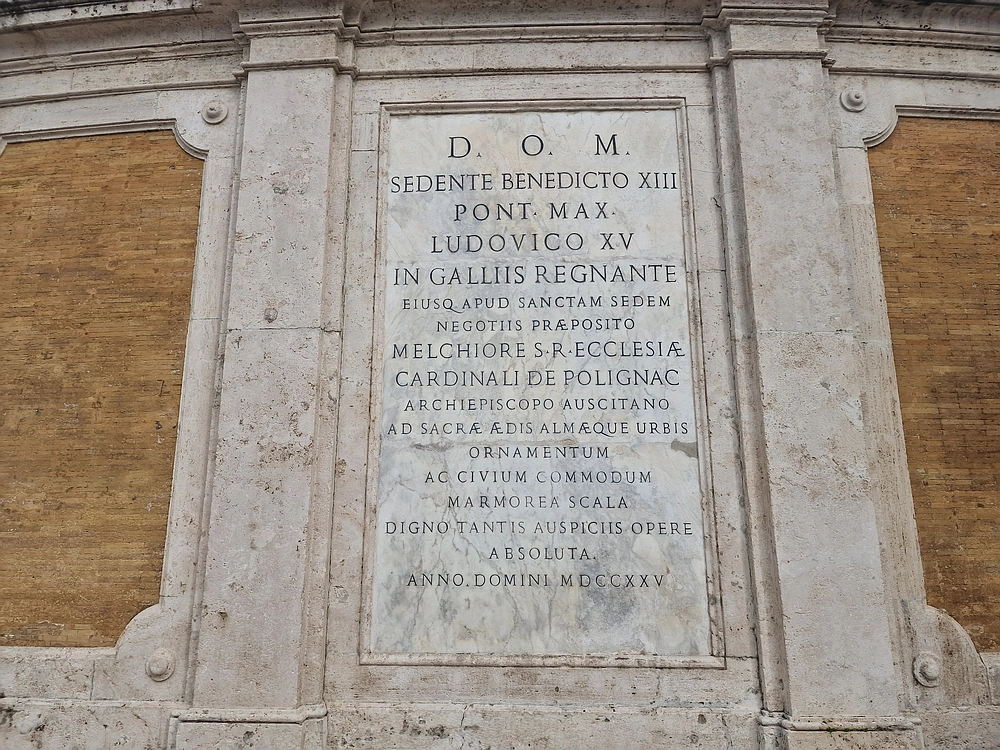 D. O. M.
SEDENTE BENEDICTO XIII
PONT· MAX·
LUDOVICO XV
IN GALLIIS REGNANTE
EIUSQ APUD SANCTAM SEDEM
NEGOTIIS PRÆPOSITO
MELCHIORE S·R·ECCLESIÆ
CARDINALI DE POLIGNAC
ARCHIEPISCOPO AUSCITANO
AD SACRÆ ÆDIS ALMÆQUE URBIS
ORNAMENTUM
AC CIVIUM COMMODUM
MARMOREA SCALA
DIGNO TANTIS AUSPICIIS OPERE
ABSOLUTA.
ANNO. DOMINI MDCCXXV